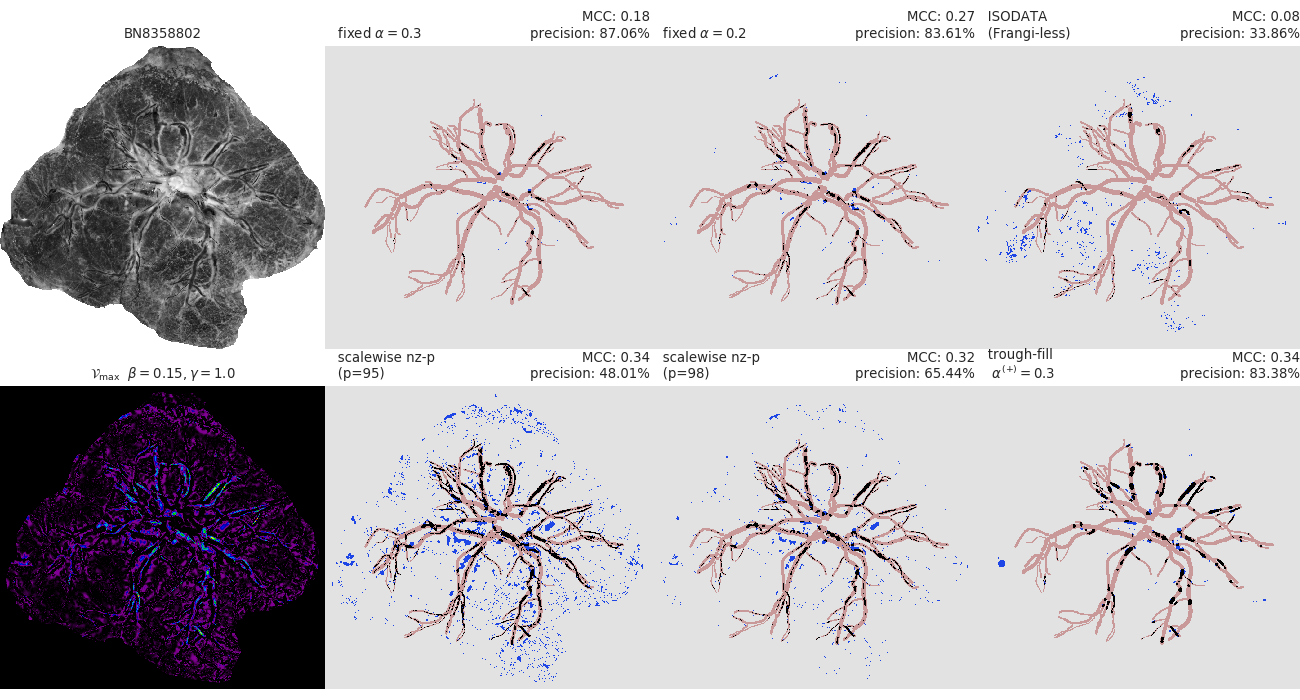 BN8358802
fixed α = 0.3
MCC: 0.18
precision: 87.06%
fixed α = 0.2
MCC: 0.27
precision: 83.61%
ISODATA
(Frangi-less)
MCC: 0.08
precision: 33.86%
𝒱max β = 0.15, γ = 1.0
scalewise nz-p
(p=95)
MCC: 0.34
precision: 48.01%
scalewise nz-p
(p=98)
MCC: 0.32
precision: 65.44%
trough-fill
α(+) = 0.3
MCC: 0.34
precision: 83.38%